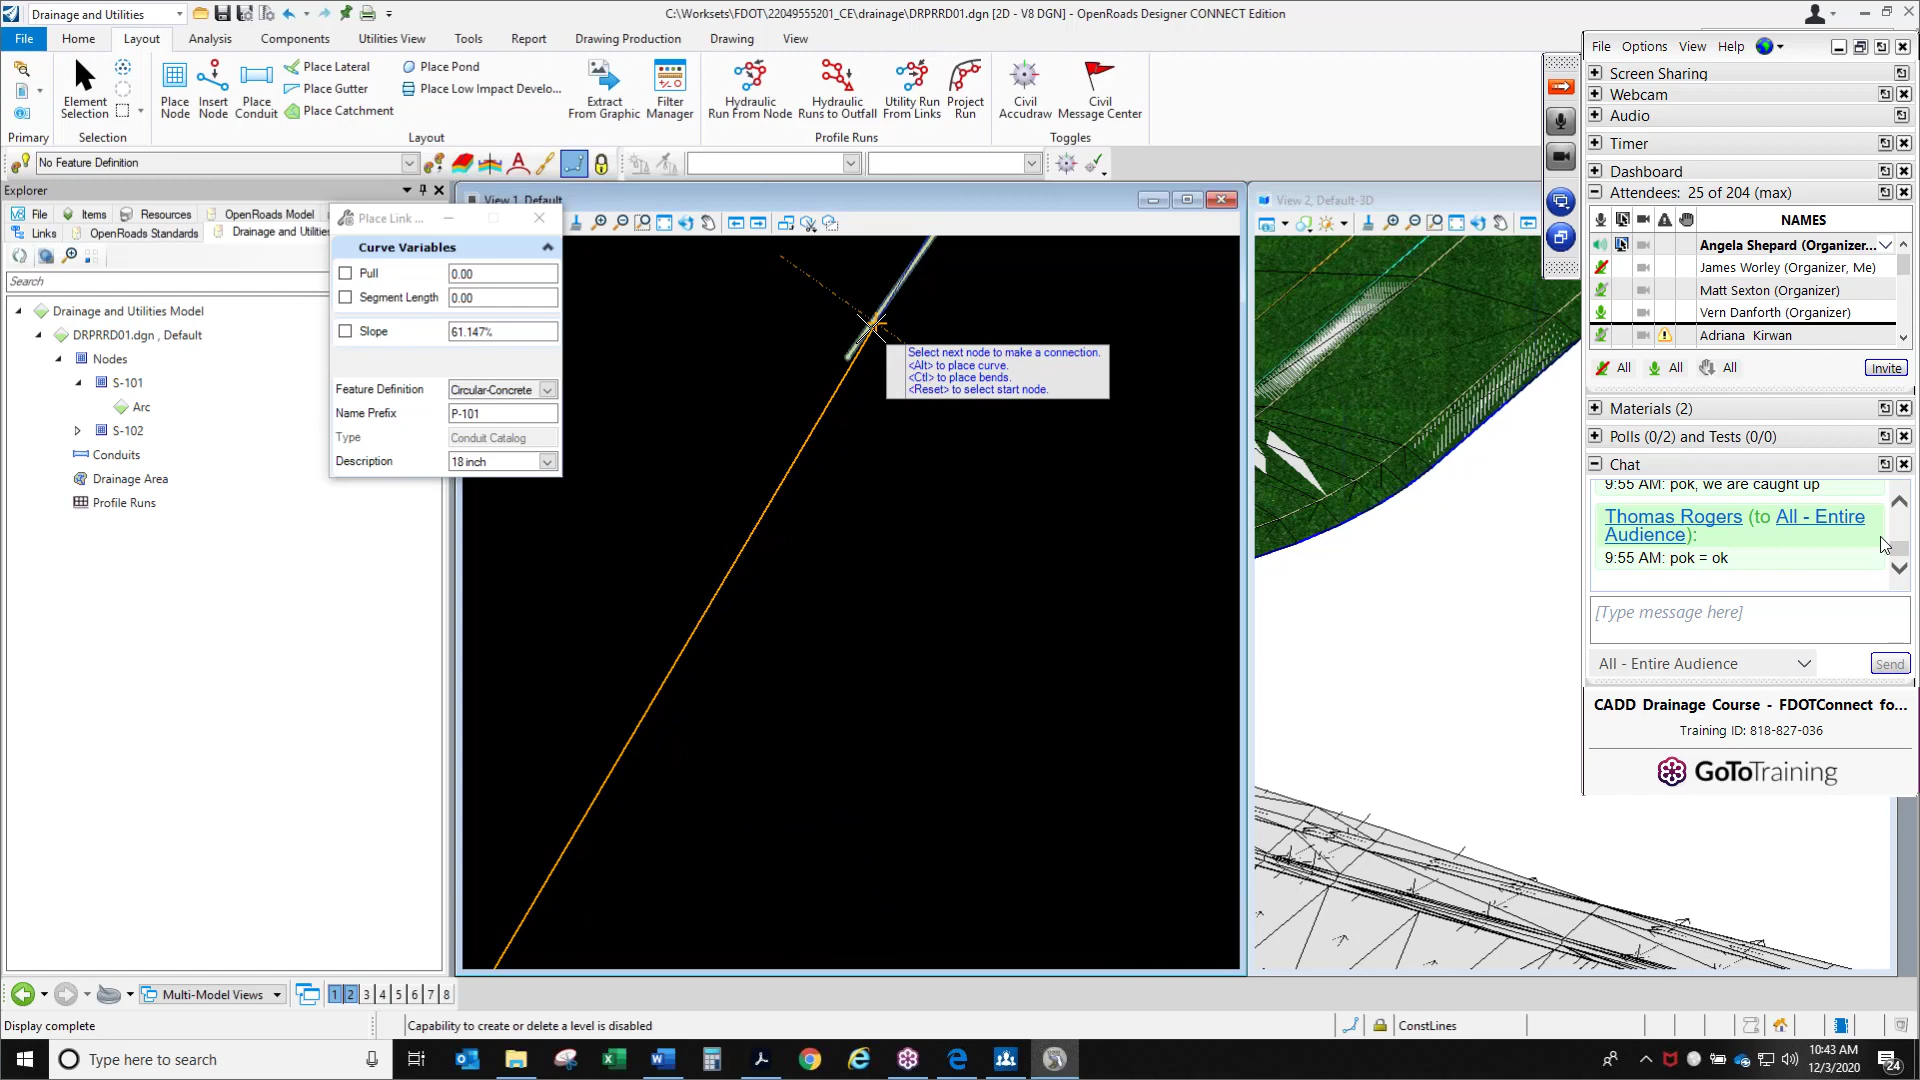 Drainage and Utilities
C:\Worksets\FDOT\22049555201_CE\drainage\DRPRRD01.dgn [2D - V8 DGN] - OpenRoads Designer CONNECT Edition
File
Home
Layout
Analysis
Components
Utilities View
Tools
Report
Drawing Production
Drawing
View
Element
Selection
Place
Node
Insert
Node
Place
Conduit
Place Lateral
Place Gutter
Place Catchment
Place Pond
Place Low Impact Develo...
Extract
From Graphic
Filter
Manager
Hydraulic
Run From Node
Hydraulic
Runs to Outfall
Utility Run
From Links
Project
Run
Civil
Accudraw
Civil
Message Center
Primary
Selection
Layout
Profile Runs
Toggles
No Feature Definition
Explorer
File
Items
Resources
OpenRoads Model
Links
OpenRoads Standards
Drainage and Utilities
Search
Drainage and Utilities Model
DRPRRD01.dgn , Default
Nodes
S-101
Arc
S-102
Conduits
Drainage Area
Profile Runs
Place Link ...
Curve Variables
Pull
0.00
Segment Length
0.00
Slope
61.147%
Feature Definition
Circular-Concrete
Name Prefix
P-101
Type
Conduit Catalog
Description
18 inch
View 1, Default
Select next node to make a connection.
<Alt> to place curve.
<Ctl> to place bends.
<Reset> to select start node.
View 2, Default-3D
File
Options
View
Help
Screen Sharing
Webcam
Audio
Timer
Dashboard
Attendees: 25 of 204 (max)
NAMES
Angela Shepard (Organizer...
James Worley (Organizer, Me)
Matt Sexton (Organizer)
Vern Danforth (Organizer)
Adriana Kirwan
All
All
All
Invite
Materials (2)
Polls (0/2) and Tests (0/0)
Chat
9:55 AM: pok, we are caught up
Thomas Rogers (to All - Entire
Audience):
9:55 AM: pok = ok
[Type message here]
All - Entire Audience
Send
CADD Drainage Course - FDOTConnect fo...
Training ID: 818-827-036
GoToTraining
Multi-Model Views
1 2 3 4 5 6 7 8
Display complete
Capability to create or delete a level is disabled
ConstLines
Type here to search
10:43 AM
12/3/2020
24